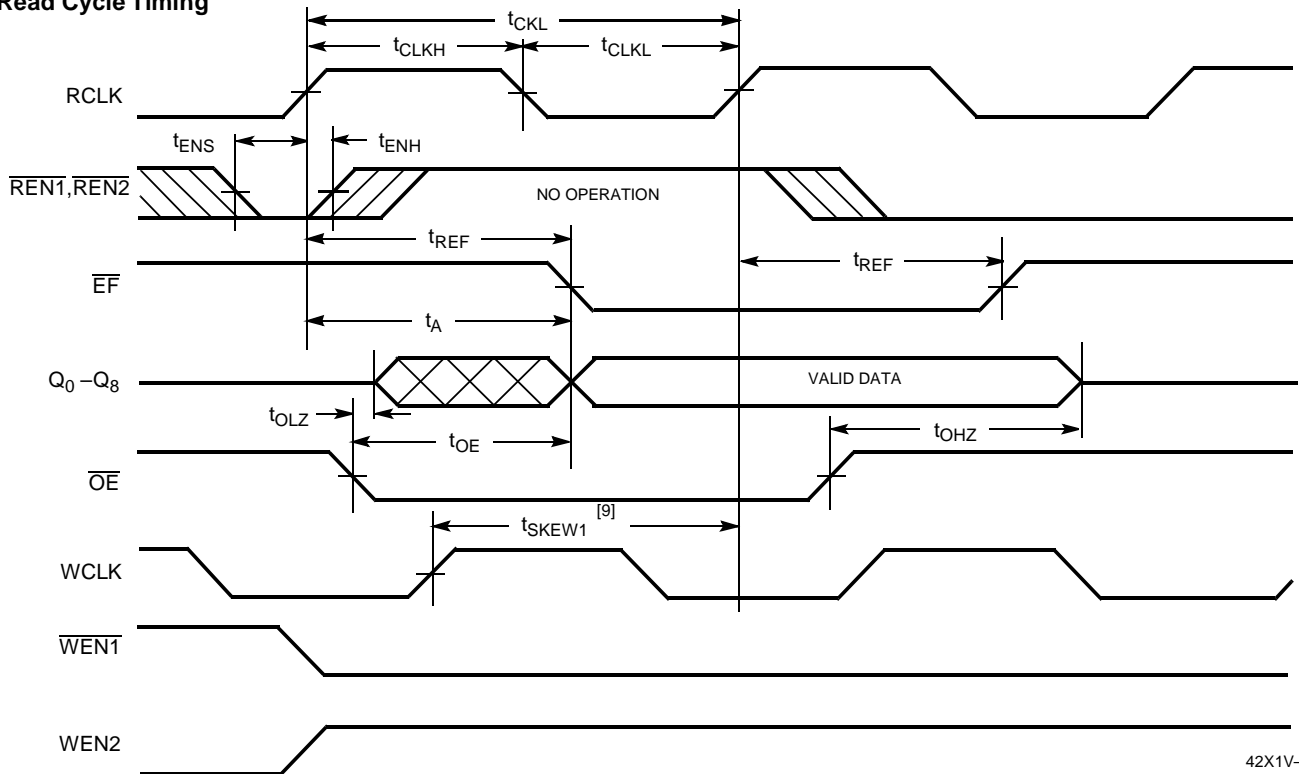 Read Cycle Timing
tCKL
tCLKH
tCLKL
RCLK
tENS
tENH
REN1,REN2
NO OPERATION
tREF
tREF
EF
tA
Q0 –Q8
VALID DATA
tOLZ
tOE
tOHZ
OE
tSKEW1 [9]
WCLK
WEN1
WEN2
42X1V–